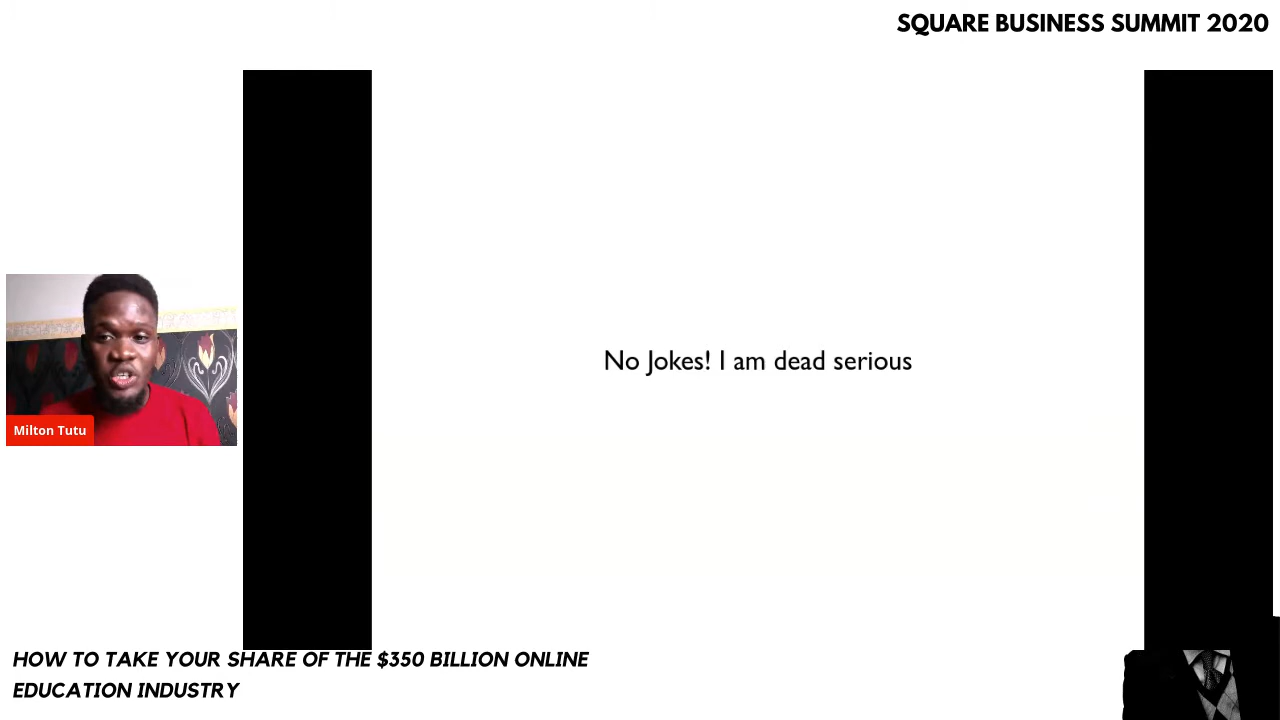 SQUARE BUSINESS SUMMIT 2020
No Jokes! I am dead serious
Milton Tutu
HOW TO TAKE YOUR SHARE OF THE $350 BILLION ONLINE
EDUCATION INDUSTRY